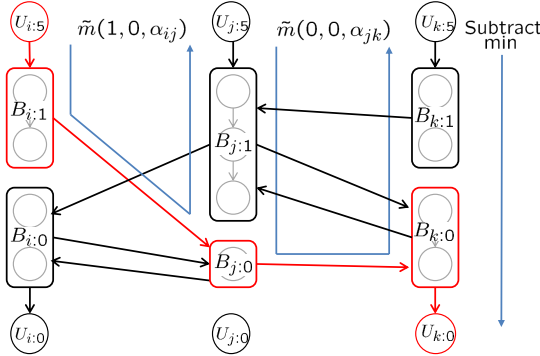 U_{i:5} m̃(1, 0, α_{ij}) U_{j:5} m̃(0, 0, α_{jk}) U_{k:5} Subtract
min
B_{i:1} B_{j:1} B_{k:1}
B_{i:0} B_{j:0} B_{k:0}
U_{i:0} U_{j:0} U_{k:0}